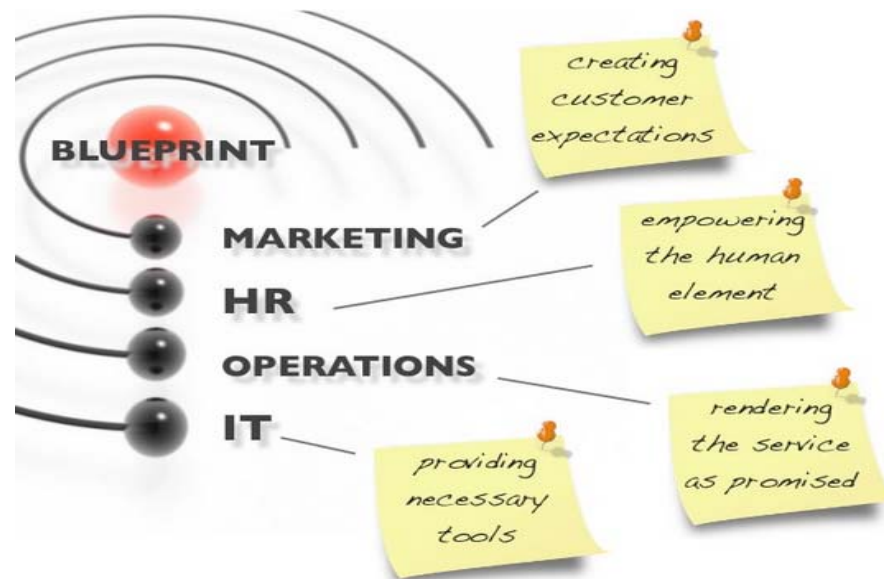 BLUEPRINT
MARKETING
HR
OPERATIONS
IT
creating
customer
expectations
empowering
the human
element
rendering
the service
as promised
providing
necessary
tools